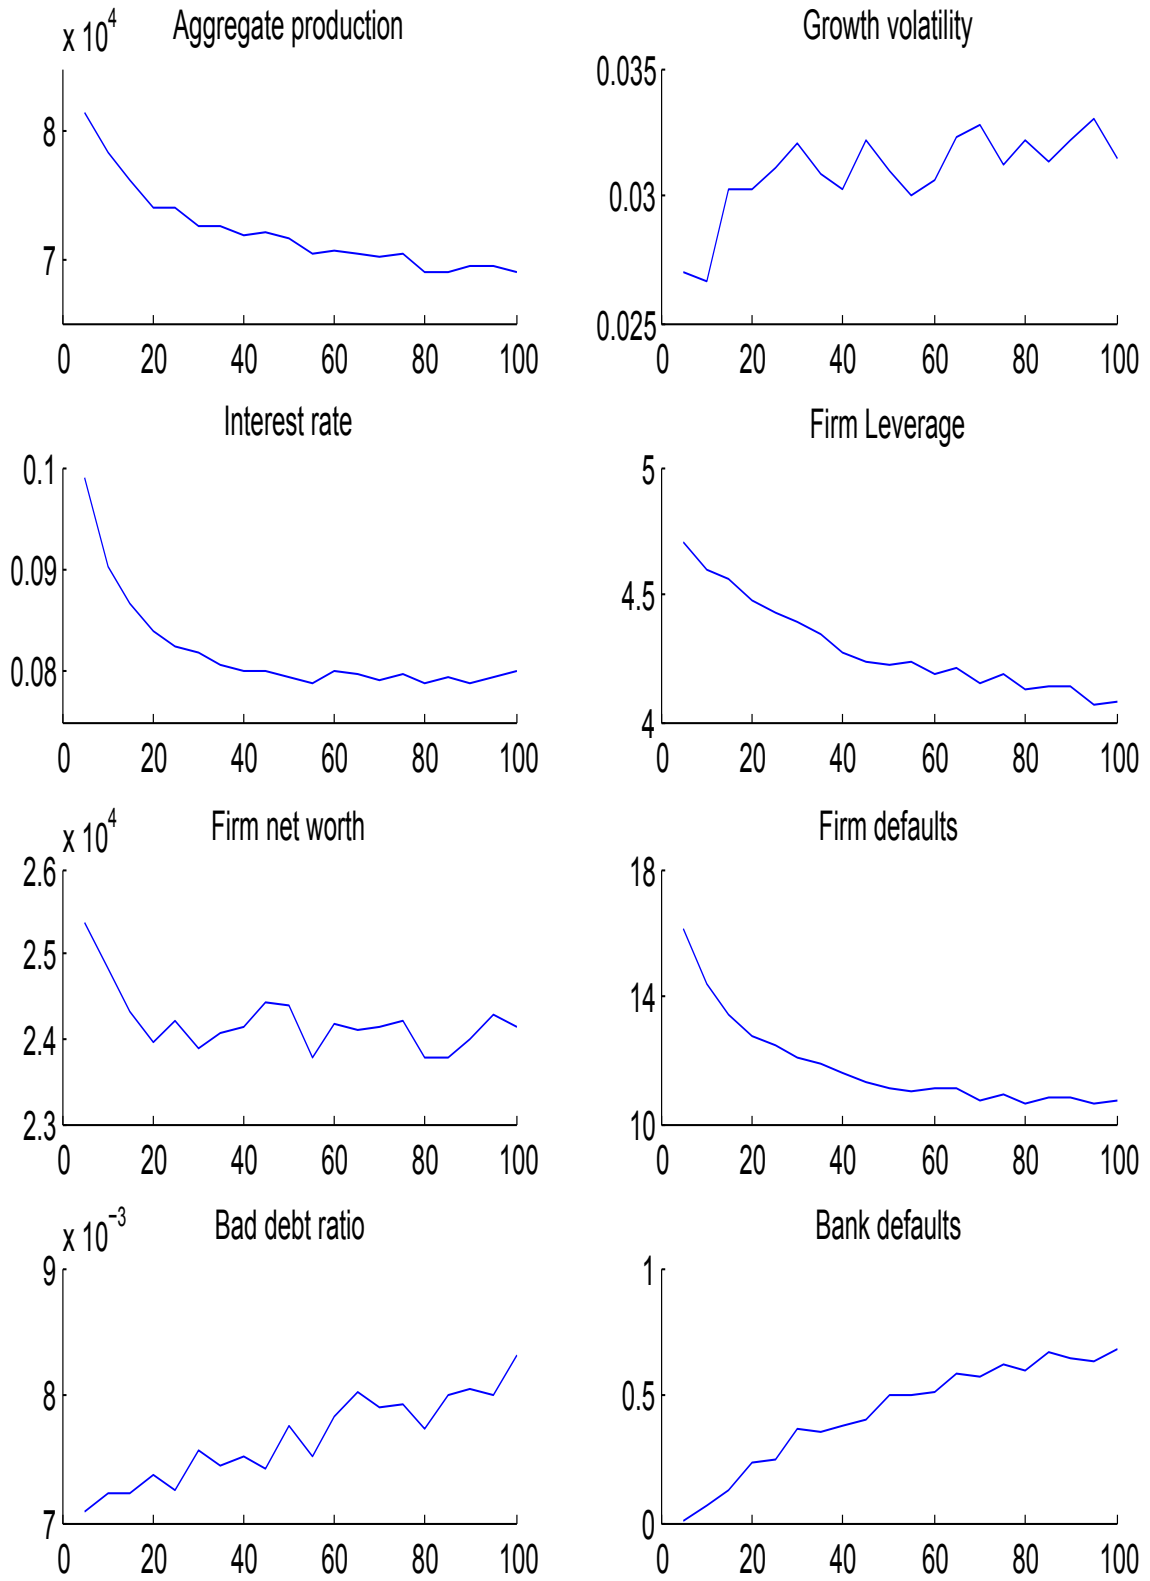 Aggregate production
x 10^4
8
7
0 20 40 60 80 100
Growth volatility
0.035
0.03
0.025
0 20 40 60 80 100
Interest rate
0.1
0.09
0.08
0 20 40 60 80 100
Firm Leverage
5
4.5
4
0 20 40 60 80 100
Firm net worth
x 10^4
2.6
2.5
2.4
2.3
0 20 40 60 80 100
Firm defaults
18
14
10
0 20 40 60 80 100
Bad debt ratio
x 10^−3
9
8
7
0 20 40 60 80 100
Bank defaults
1
0.5
0
0 20 40 60 80 100